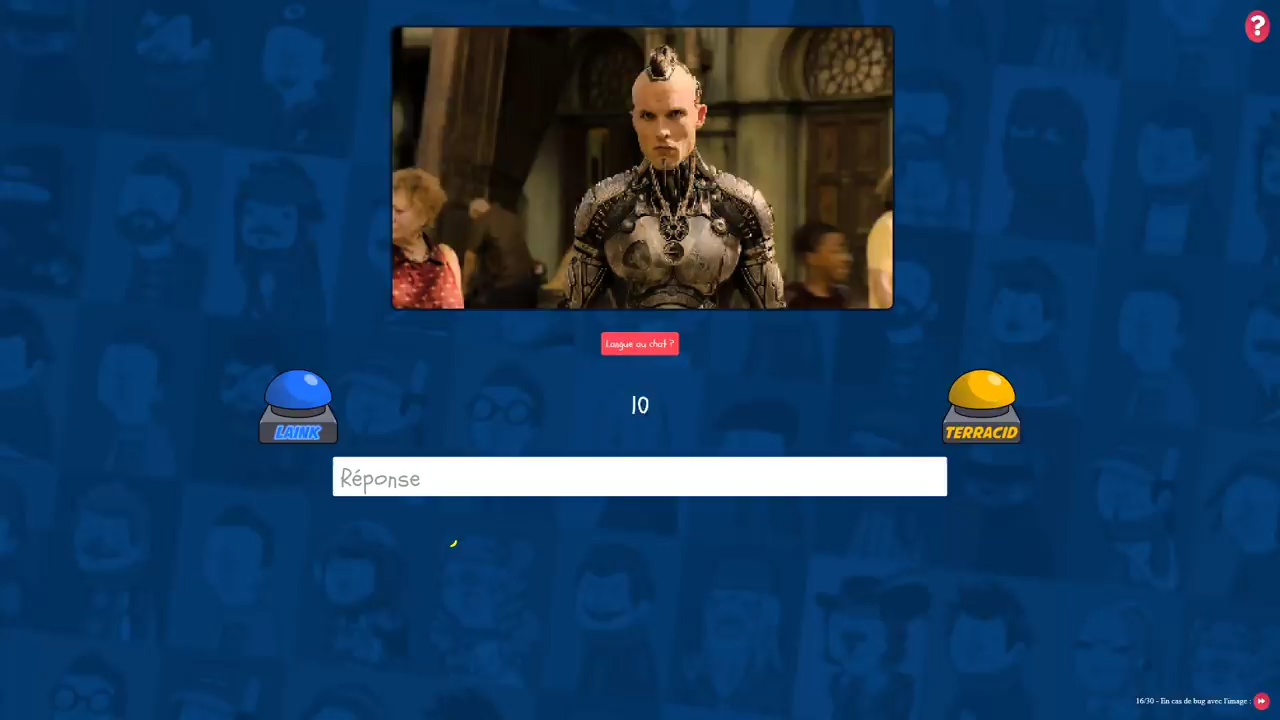 ?
Langue au chat ?
10
LAINK
TERRACID
Réponse
16/30 - En cas de bug avec l'image :